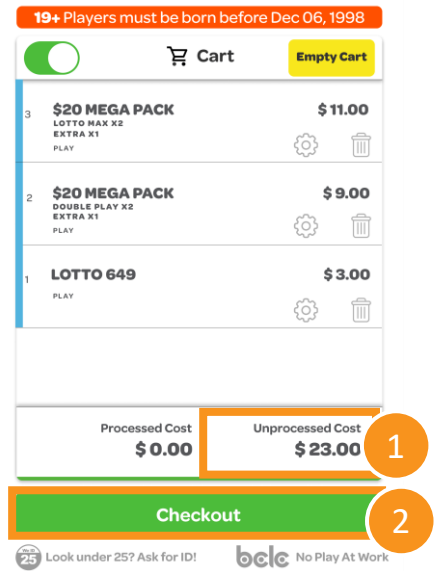 19+ Players must be born before Dec 06, 1998
Cart
Empty Cart
3 $20 MEGA PACK $ 11.00
LOTTO MAX X2
EXTRA X1
PLAY
2 $20 MEGA PACK $ 9.00
DOUBLE PLAY X2
EXTRA X1
PLAY
1 LOTTO 649 $ 3.00
PLAY
Processed Cost Unprocessed Cost
$ 0.00 $ 23.00 1
Checkout 2
25 Look under 25? Ask for ID! bclc No Play At Work